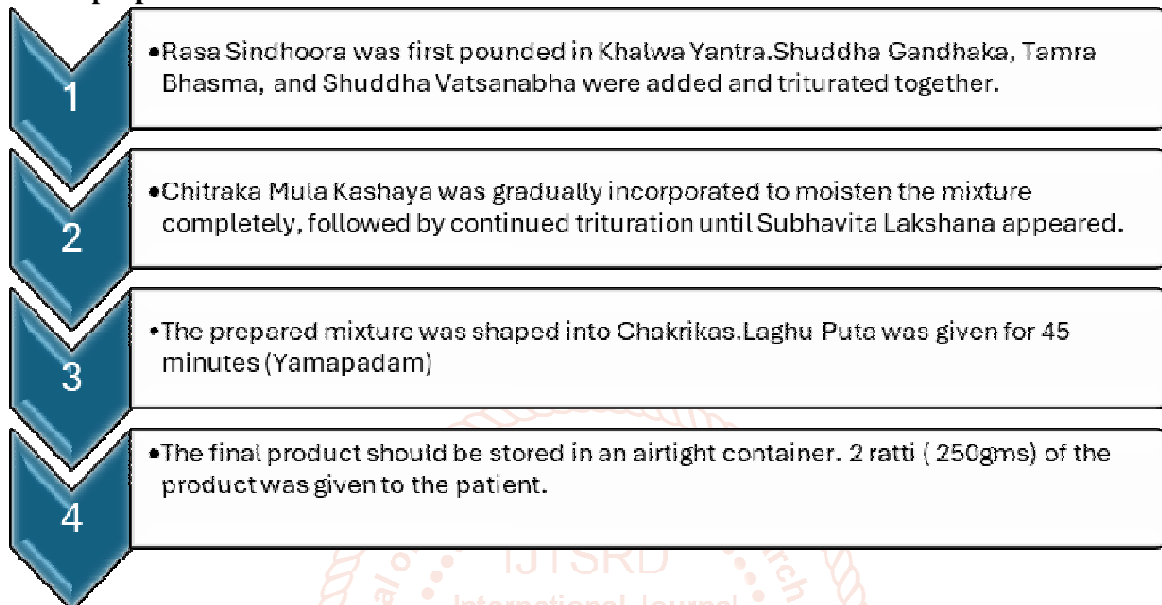 1
•Rasa Sindhoora was first pounded in Khalwa Yantra.Shuddha Gandhaka, Tamra
Bhasma, and Shuddha Vatsanabha were added and triturated together.
2
•Chitraka Mula Kashaya was gradually incorporated to moisten the mixture
completely, followed by continued trituration until Subhavita Lakshana appeared.
3
•The prepared mixture was shaped into Chakrikas.Laghu Puta was given for 45
minutes (Yamapadam)
4
•The final product should be stored in an airtight container. 2 ratti ( 250gms) of the
product was given to the patient.
IJTSRD
International Journal